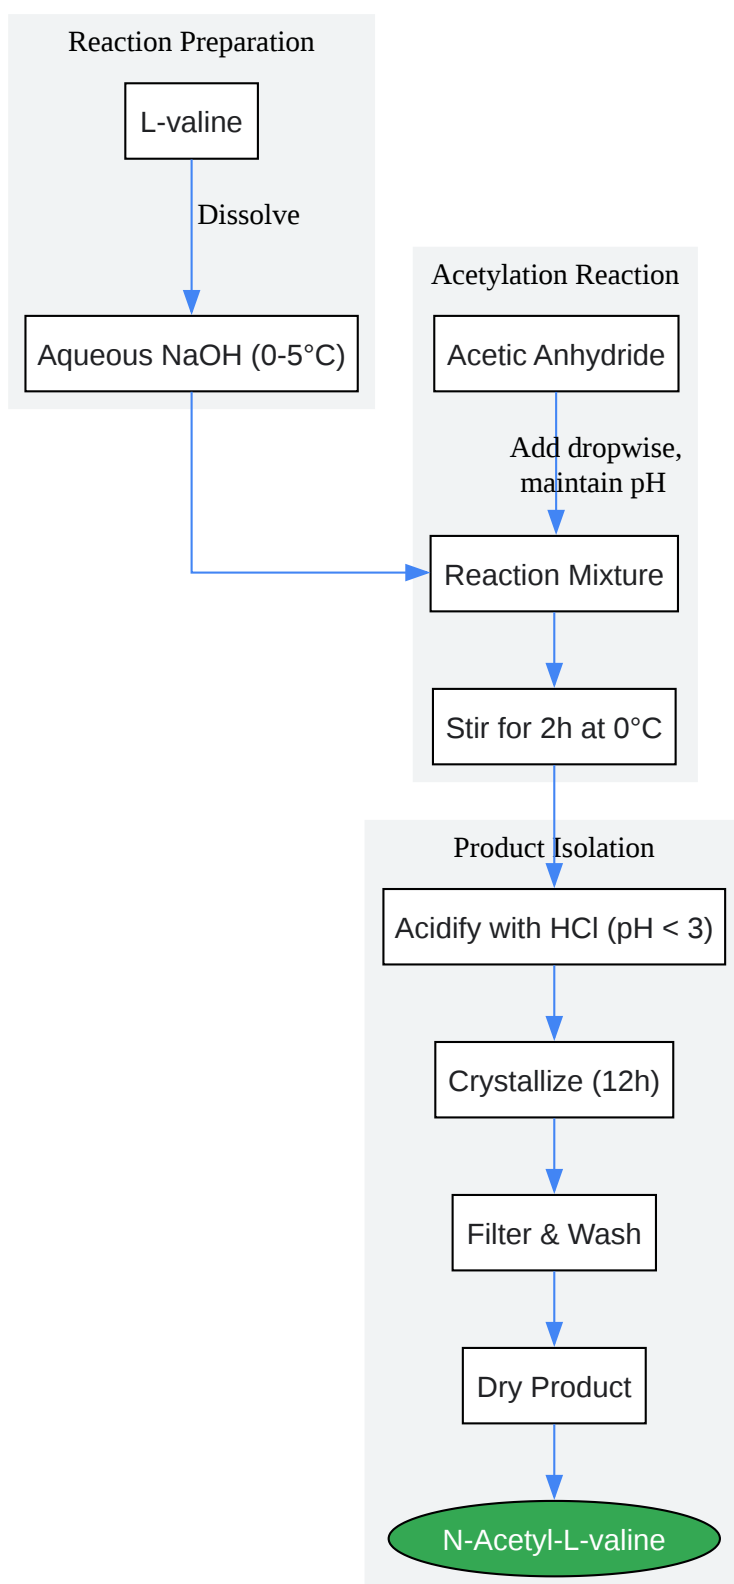 Reaction Preparation
L-valine
Dissolve
Aqueous NaOH (0-5°C)
Acetylation Reaction
Acetic Anhydride
Add dropwise,
maintain pH
Reaction Mixture
Stir for 2h at 0°C
Product Isolation
Acidify with HCl (pH < 3)
Crystallize (12h)
Filter & Wash
Dry Product
N-Acetyl-L-valine